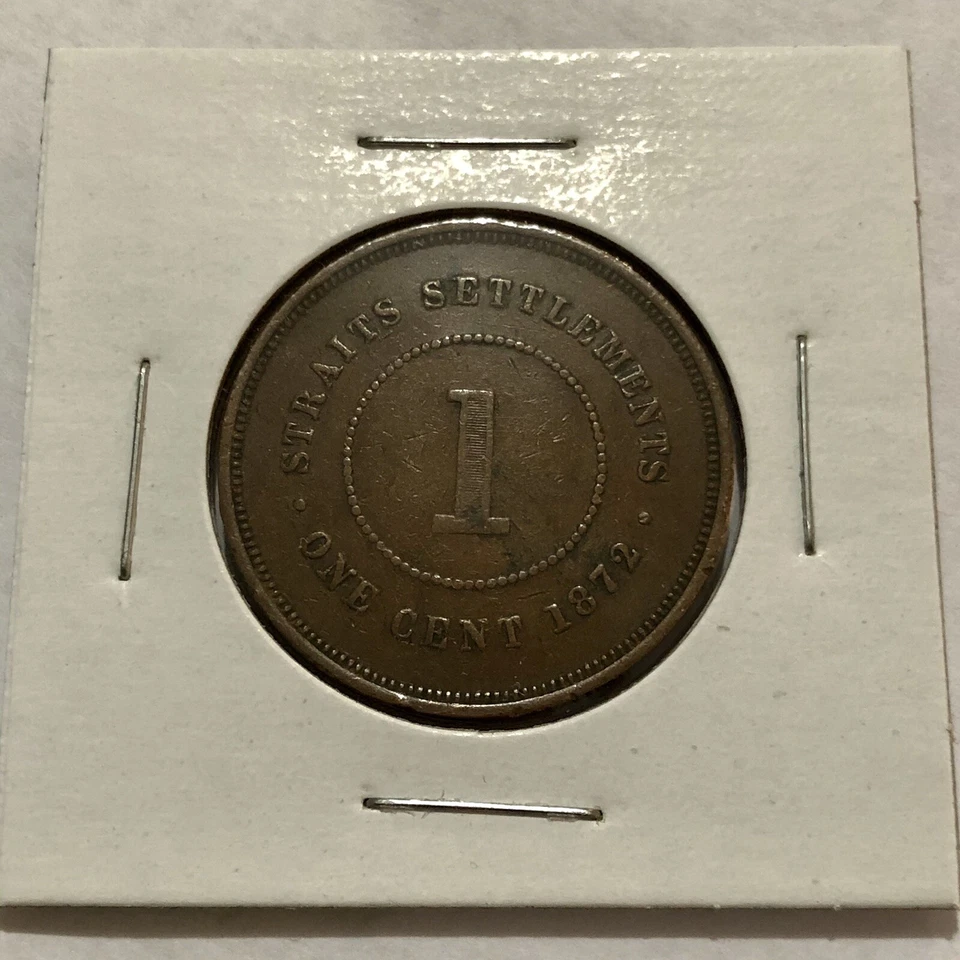 STRAITS SETTLEMENTS
1
· ONE CENT 1872 ·